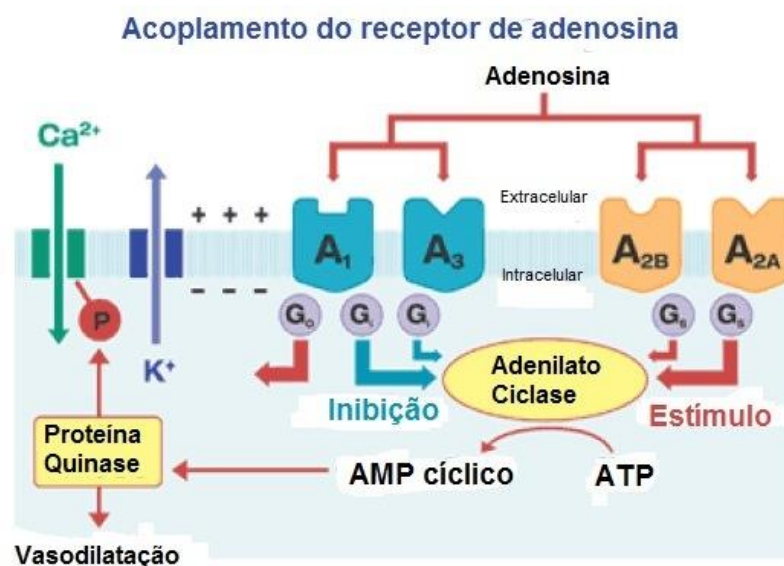 Acoplamento do receptor de adenosina
Adenosina
Ca²⁺
Extracelular
+ + +
A₁
A₃
A₂B
A₂A
Intracelular
- - -
P
Gₒ
Gᵢ
Gᵢ
Gₛ
Gₛ
K⁺
Adenilato
Ciclase
Inibição
Estímulo
Proteína
Quinase
AMP cíclico
ATP
Vasodilatação